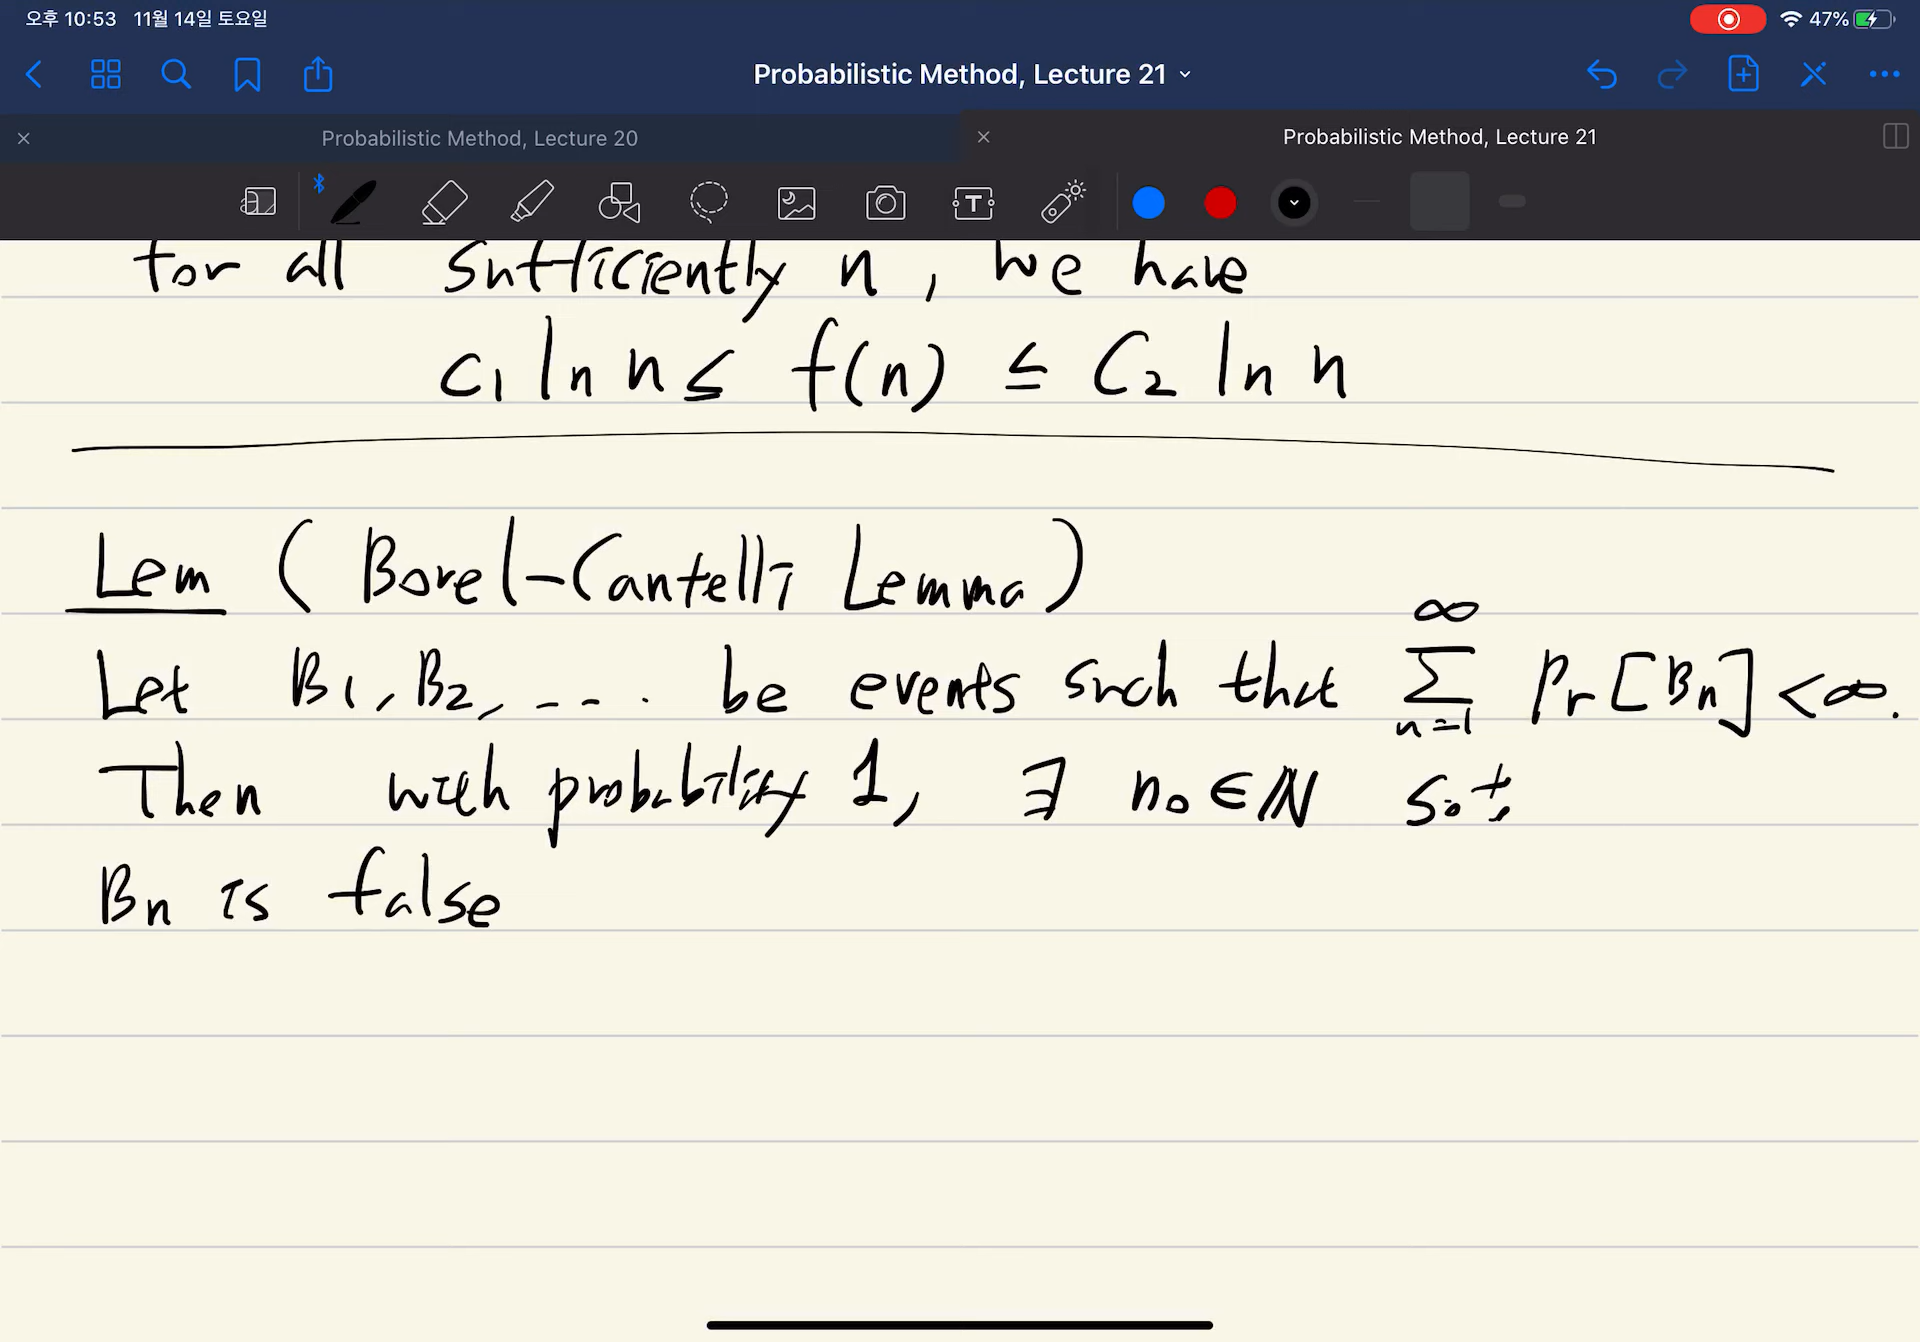 오후 10:53 11월 14일 토요일
47%
Probabilistic Method, Lecture 21
Probabilistic Method, Lecture 20
Probabilistic Method, Lecture 21
for all sufficiently n, we have
c₁ ln n ≤ f(n) ≤ C₂ ln n
Lem (Borel-Cantelli Lemma)
Let B₁, B₂, ... be events such that ∑_{n=1}^{∞} Pr[Bn] < ∞.
Then with probability 1, ∃ n₀ ∈ ℕ s.t.
Bn is false